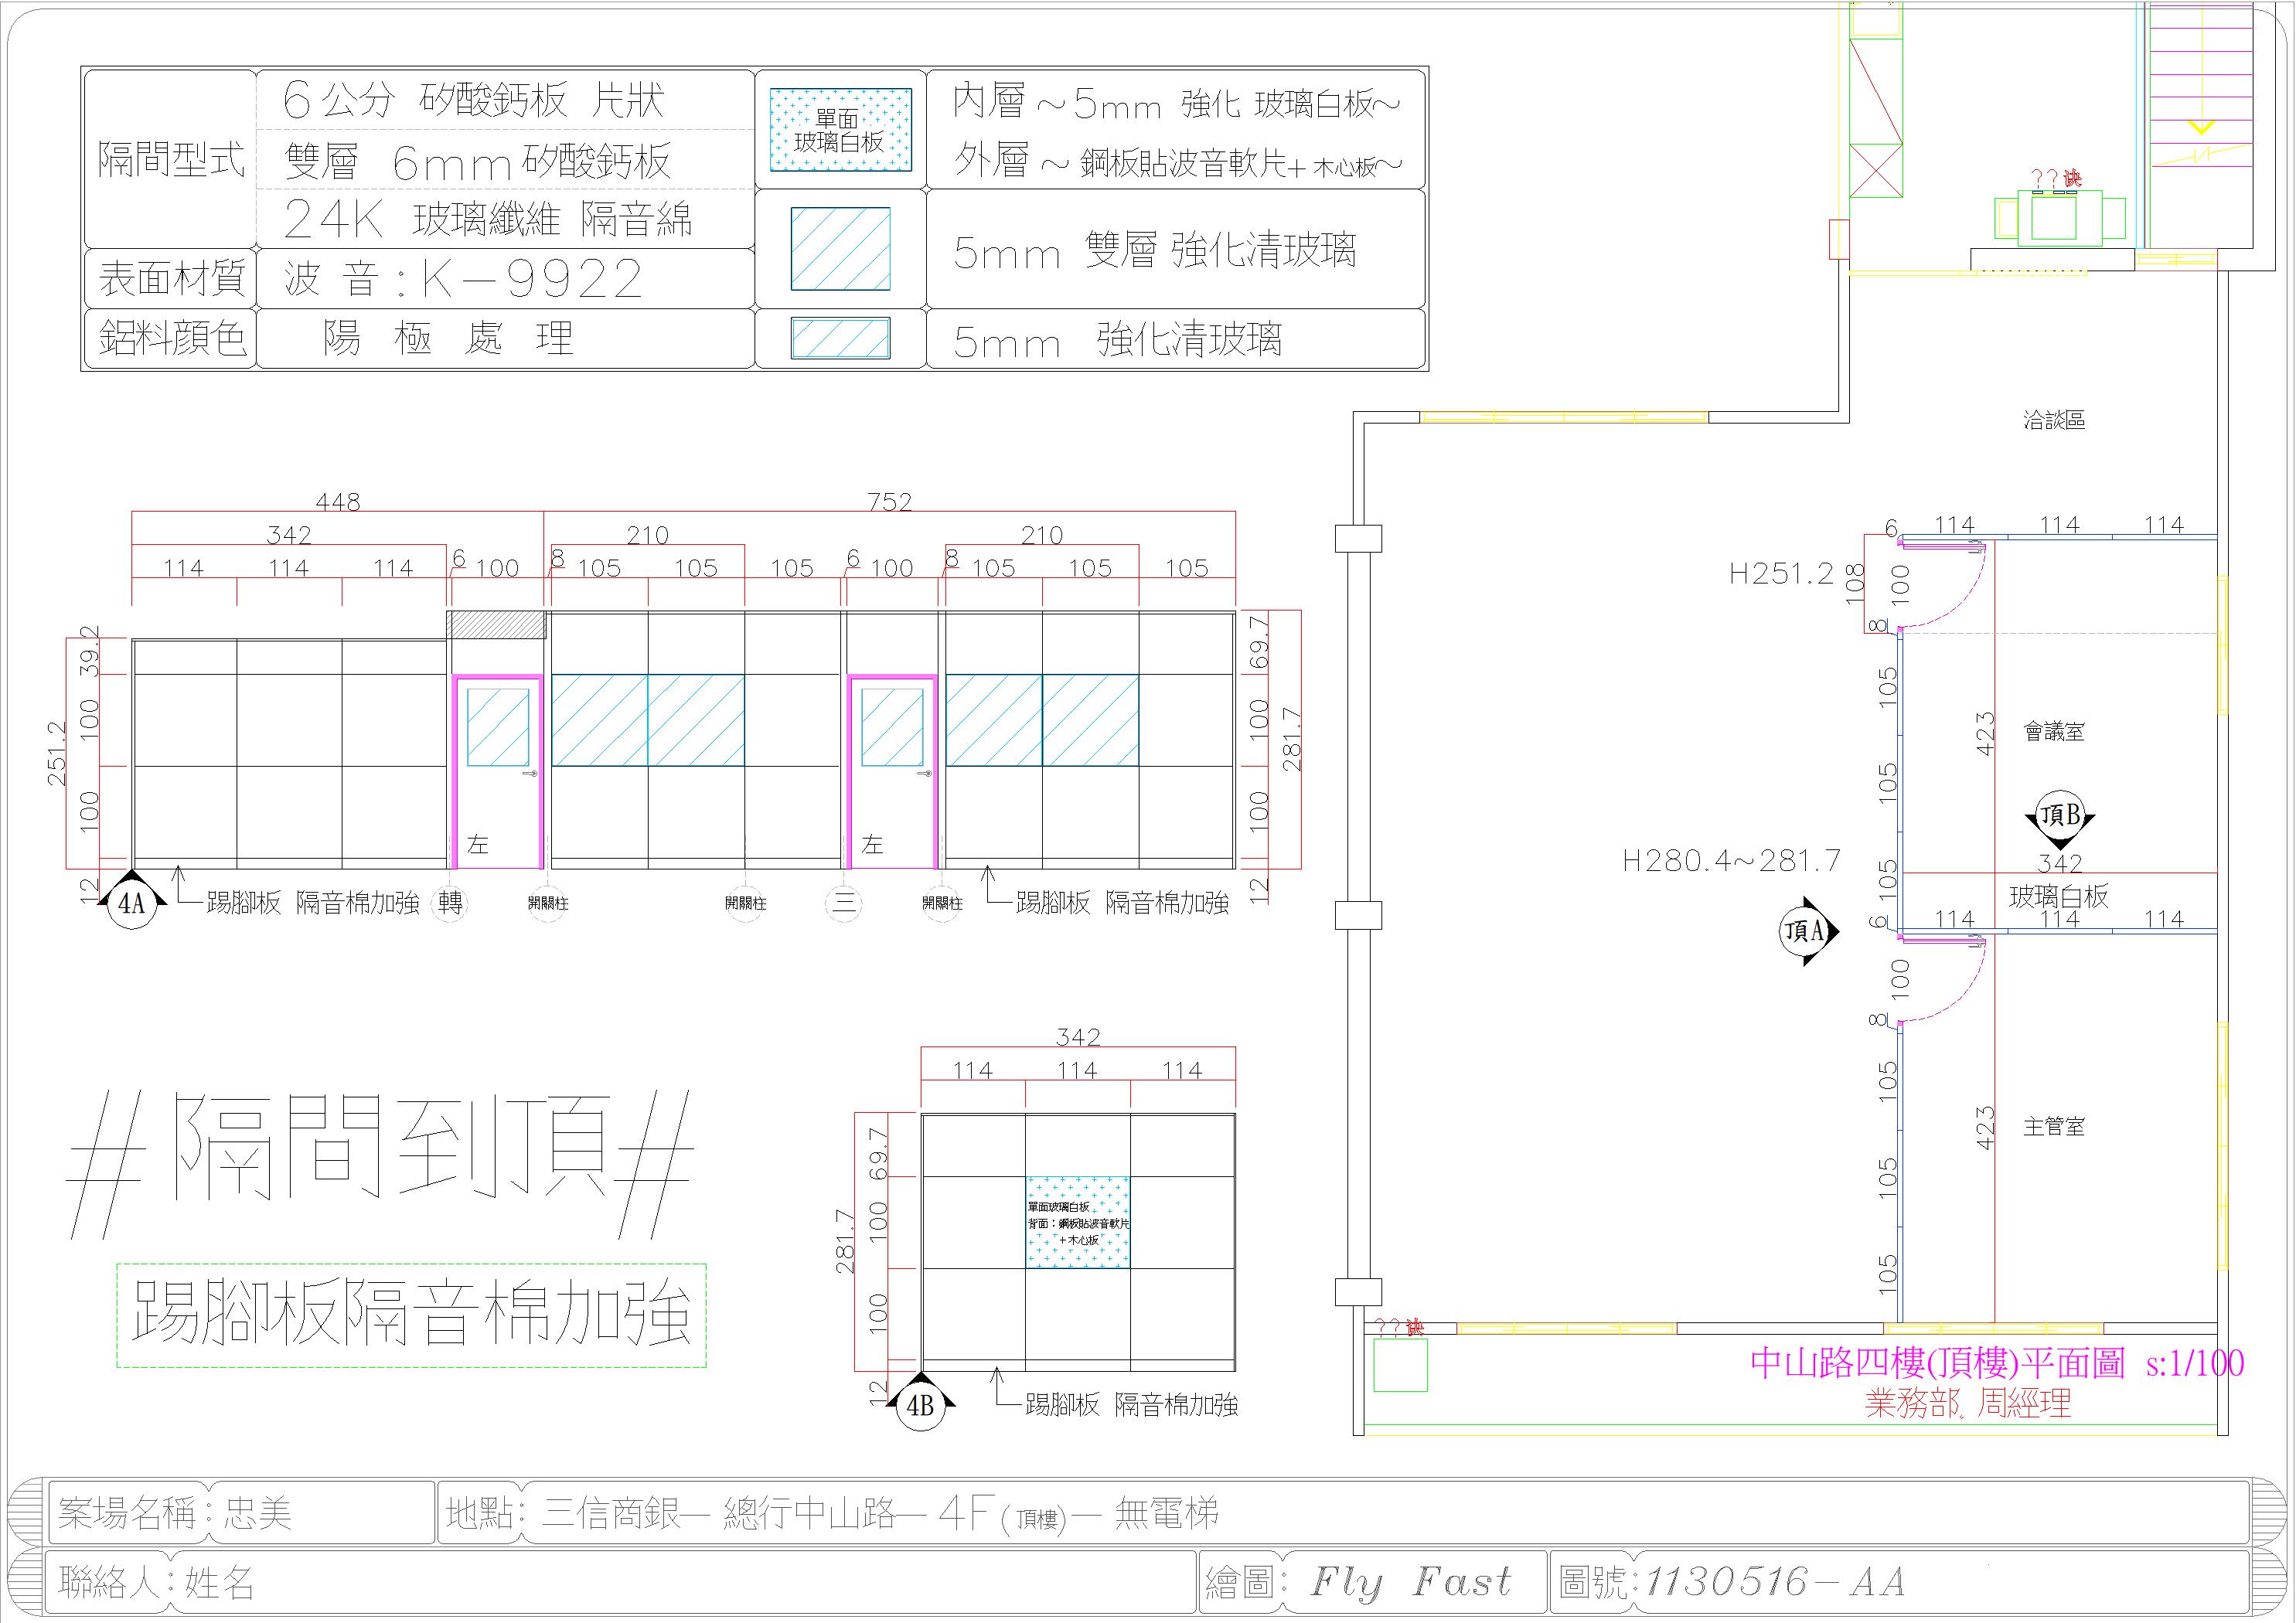 隔間型式
6公分 矽酸鈣板 片狀
雙層 6mm矽酸鈣板
24K 玻璃纖維 隔音綿
表面材質
波 音:K-9922
鋁料顏色
陽 極 處 理
單面
玻璃白板
內層~5mm 強化 玻璃白板~
外層~鋼板貼波音軟片+木心板~
5mm 雙層 強化清玻璃
5mm 強化清玻璃
448 752
342 210 210
114 114 114 6 100 8 105 105 105 6 100 8 105 105 105
251.2
39.2
100
100
12
69.7
100
100
12
281.7
左 左
4A
踢腳板 隔音棉加強
轉
開關柱
開關柱
三
開關柱
踢腳板 隔音棉加強
#隔間到頂#
踢腳板隔音棉加強
342
114 114 114
281.7
69.7
100
100
12
單面玻璃白板
背面:鋼板貼波音軟片
+木心板
4B
踢腳板 隔音棉加強
??
洽談區
6 114 114 114
H251.2
108
100
8
105
105
105
423
會議室
頂B
H280.4~281.7
342
玻璃白板
頂A
6 114 114 114
100
8
105
105
105
423
主管室
??
中山路四樓(頂樓)平面圖 s:1/100
業務部. 周經理
案場名稱:忠美
地點: 三信商銀— 總行中山路— 4F(頂樓)— 無電梯
聯絡人:姓名
繪圖: Fly Fast
圖號:1130516-AA